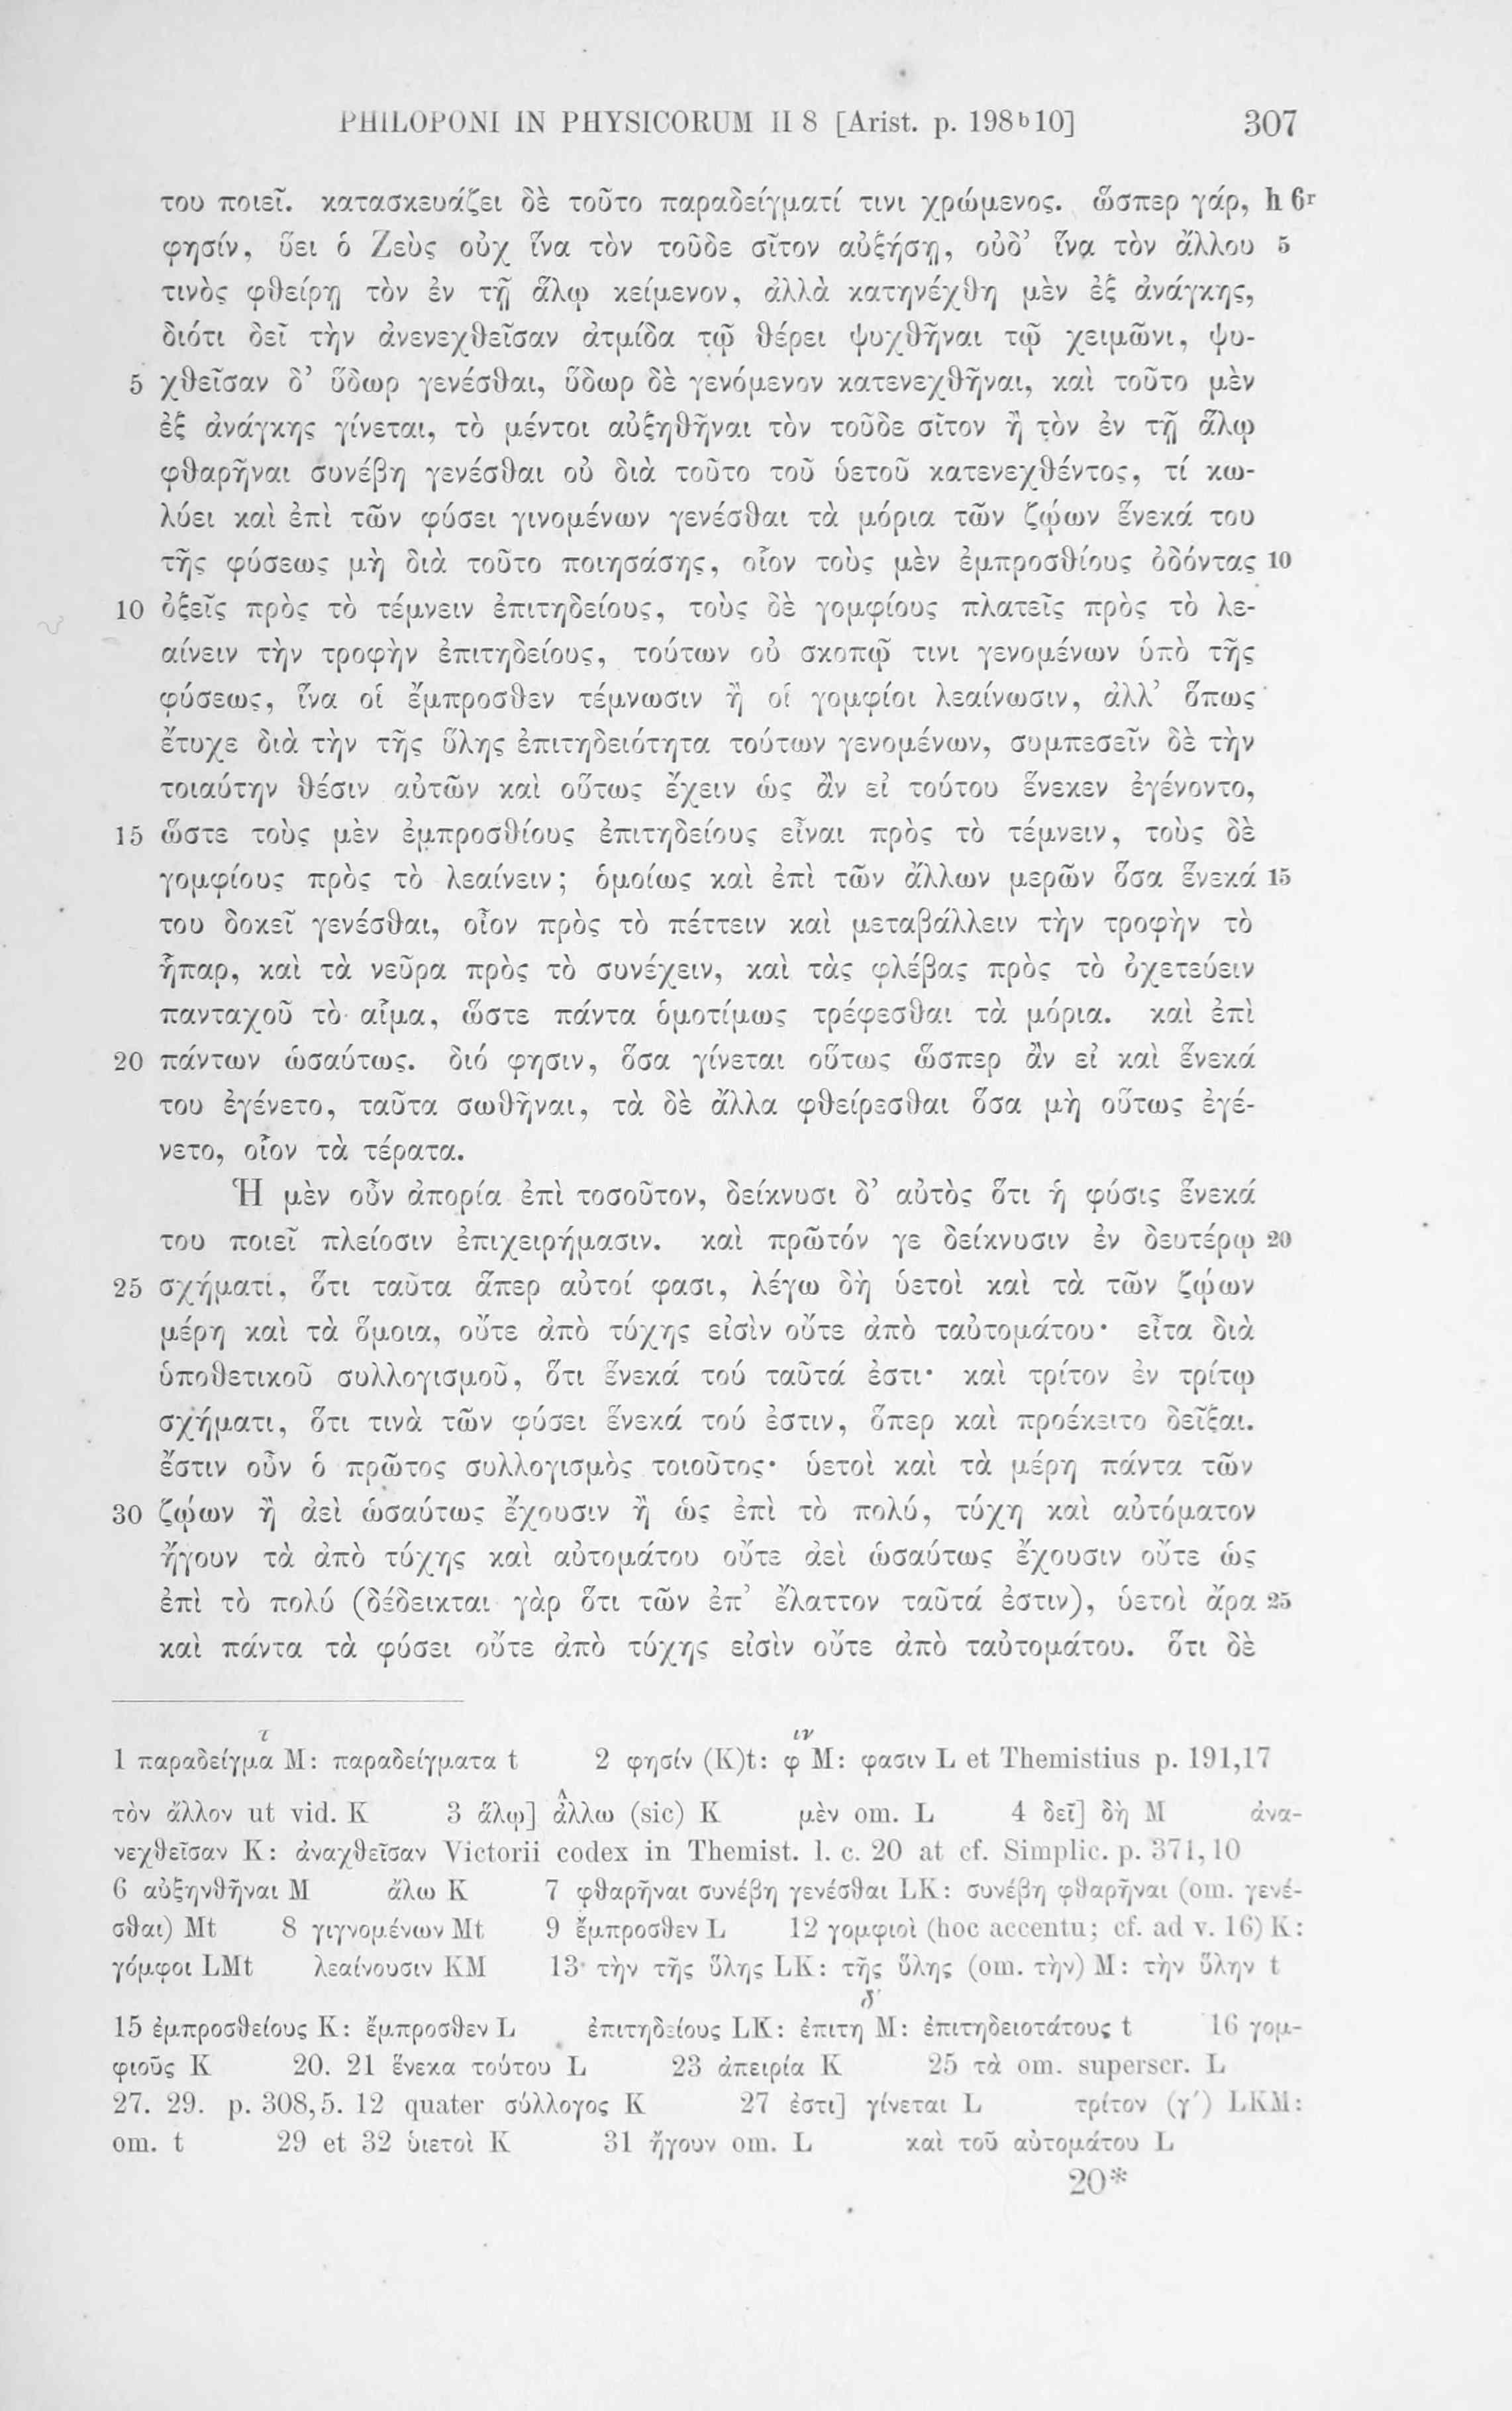 PHILOPONI IN PHYSICORUM II 8 [Arist. p. 198b10] 307
του ποιεῖ. κατασκευάζει δὲ τοῦτο παραδείγματί τινι χρώμενος. ὥσπερ γάρ, h 6r
φησίν, ὕει ὁ Ζεὺς οὐχ ἵνα τὸν τοῦδε σῖτον αὐξήσῃ, οὐδ’ ἵνα τὸν ἄλλου 5
τινὸς φθείρῃ τὸν ἐν τῇ ἅλῳ κείμενον, ἀλλὰ κατηνέχθη μὲν ἐξ ἀνάγκης,
διότι δεῖ τὴν ἀνενεχθεῖσαν ἀτμίδα τῷ θέρει ψυχθῆναι τῷ χειμῶνι, ψυ-
5 χθεῖσαν δ’ ὕδωρ γενέσθαι, ὕδωρ δὲ γενόμενον κατενεχθῆναι, καὶ τοῦτο μὲν
ἐξ ἀνάγκης γίνεται, τὸ μέντοι αὐξηθῆναι τὸν τοῦδε σῖτον ἢ τὸν ἐν τῇ ἅλῳ
φθαρῆναι συνέβη γενέσθαι οὐ διὰ τοῦτο τοῦ ὑετοῦ κατενεχθέντος, τί κω-
λύει καὶ ἐπὶ τῶν φύσει γινομένων γενέσθαι τὰ μόρια τῶν ζῴων ἕνεκά του
τῆς φύσεως μὴ διὰ τοῦτο ποιησάσης, οἷον τοὺς μὲν ἐμπροσθίους ὀδόντας 10
10 ὀξεῖς πρὸς τὸ τέμνειν ἐπιτηδείους, τοὺς δὲ γομφίους πλατεῖς πρὸς τὸ λε-
αίνειν τὴν τροφὴν ἐπιτηδείους, τούτων οὐ σκοπῷ τινι γενομένων ὑπὸ τῆς
φύσεως, ἵνα οἱ ἔμπροσθεν τέμνωσιν ἢ οἱ γομφίοι λεαίνωσιν, ἀλλ’ ὅπως
ἔτυχε διὰ τὴν τῆς ὕλης ἐπιτηδειότητα τούτων γενομένων, συμπεσεῖν δὲ τὴν
τοιαύτην θέσιν αὐτῶν καὶ οὕτως ἔχειν ὡς ἂν εἰ τούτου ἕνεκεν ἐγένοντο,
15 ὥστε τοὺς μὲν ἐμπροσθίους ἐπιτηδείους εἶναι πρὸς τὸ τέμνειν, τοὺς δὲ
γομφίους πρὸς τὸ λεαίνειν; ὁμοίως καὶ ἐπὶ τῶν ἄλλων μερῶν ὅσα ἕνεκά 15
του δοκεῖ γενέσθαι, οἷον πρὸς τὸ πέττειν καὶ μεταβάλλειν τὴν τροφὴν τὸ
ἧπαρ, καὶ τὰ νεῦρα πρὸς τὸ συνέχειν, καὶ τὰς φλέβας πρὸς τὸ ὀχετεύειν
πανταχοῦ τὸ αἷμα, ὥστε πάντα ὁμοτίμως τρέφεσθαι τὰ μόρια. καὶ ἐπὶ
20 πάντων ὡσαύτως. διό φησιν, ὅσα γίνεται οὕτως ὥσπερ ἂν εἰ καὶ ἕνεκά
του ἐγένετο, ταῦτα σωθῆναι, τὰ δὲ ἄλλα φθείρεσθαι ὅσα μὴ οὕτως ἐγέ-
νετο, οἷον τὰ τέρατα.
Ἡ μὲν οὖν ἀπορία ἐπὶ τοσοῦτον, δείκνυσι δ’ αὐτὸς ὅτι ἡ φύσις ἕνεκά
του ποιεῖ πλείοσιν ἐπιχειρήμασιν. καὶ πρῶτόν γε δείκνυσιν ἐν δευτέρῳ 20
25 σχήματι, ὅτι ταῦτα ἅπερ αὐτοί φασι, λέγω δὴ ὑετοὶ καὶ τὰ τῶν ζῴων
μέρη καὶ τὰ ὅμοια, οὔτε ἀπὸ τύχης εἰσὶν οὔτε ἀπὸ ταὐτομάτου· εἶτα διὰ
ὑποθετικοῦ συλλογισμοῦ, ὅτι ἕνεκά τού ταῦτά ἐστι· καὶ τρίτον ἐν τρίτῳ
σχήματι, ὅτι τινὰ τῶν φύσει ἕνεκά τού ἐστιν, ὅπερ καὶ προέκειτο δεῖξαι.
ἔστιν οὖν ὁ πρῶτος συλλογισμὸς τοιοῦτος· ὑετοὶ καὶ τὰ μέρη πάντα τῶν
30 ζῴων ἢ ἀεὶ ὡσαύτως ἔχουσιν ἢ ὡς ἐπὶ τὸ πολύ, τύχη καὶ αὐτόματον
ἤγουν τὰ ἀπὸ τύχης καὶ αὐτομάτου οὔτε ἀεὶ ὡσαύτως ἔχουσιν οὔτε ὡς
ἐπὶ τὸ πολύ (δέδεικται γὰρ ὅτι τῶν ἐπ’ ἔλαττον ταῦτά ἐστιν), ὑετοὶ ἄρα 25
καὶ πάντα τὰ φύσει οὔτε ἀπὸ τύχης εἰσὶν οὔτε ἀπὸ ταὐτομάτου. ὅτι δὲ
τ ιν
1 παραδείγμα M: παραδείγματα t 2 φησίν (K)t: φ M: φασιν L et Themistius p. 191,17
τὸν ἄλλον ut vid. K 3 ἅλῳ] ἄλλω (sic) K μὲν om. L 4 δεῖ] δὴ M ἀνα-
νεχθεῖσαν K: ἀναχθεῖσαν Victorii codex in Themist. l. c. 20 at cf. Simplic. p. 371,10
6 αὐξηνθῆναι M ἄλω K 7 φθαρῆναι συνέβη γενέσθαι LK: συνέβη φθαρῆναι (om. γενέ-
σθαι) Mt 8 γιγνομένων Mt 9 ἔμπροσθεν L 12 γομφιοὶ (hoc accentu; cf. ad v. 16) K:
γόμφοι LMt λεαίνουσιν KM 13 τὴν τῆς ὕλης LK: τῆς ὕλης (om. τὴν) M: τὴν ὕλην t
δ
15 ἐμπροσθείους K: ἔμπροσθεν L ἐπιτηδείους LK: ἐπιτη M: ἐπιτηδειοτάτους t 16 γομ-
φιοῦς K 20. 21 ἕνεκα τούτου L 23 ἀπειρία K 25 τὰ om. superscr. L
27. 29. p. 308,5. 12 quater σύλλογος K 27 ἐστι] γίνεται L τρίτον (γ′) LKM:
om. t 29 et 32 ὑιετοὶ K 31 ἤγουν om. L καὶ τοῦ αὐτομάτου L
20*